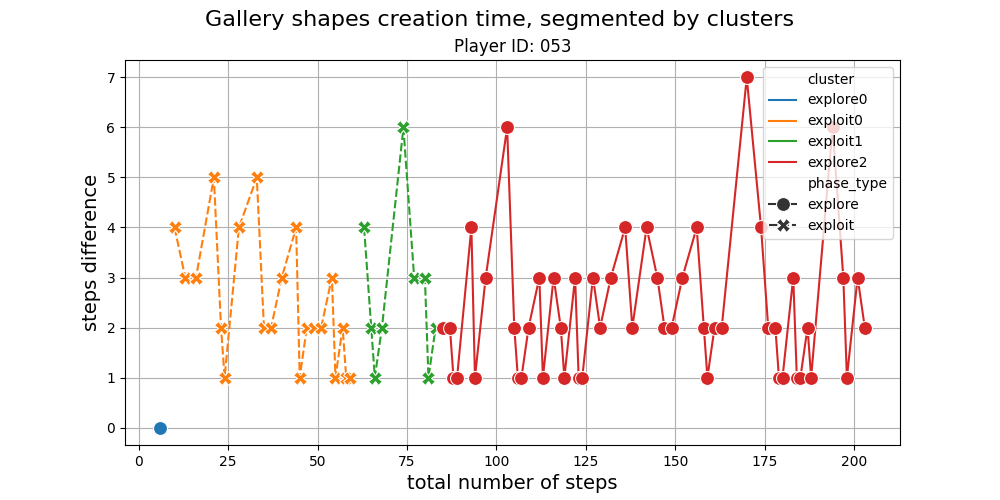 Gallery shapes creation time, segmented by clusters
Player ID: 053
steps difference
7
6
5
4
3
2
1
0
cluster
explore0
exploit0
exploit1
explore2
phase_type
explore
exploit
0 25 50 75 100 125 150 175 200
total number of steps